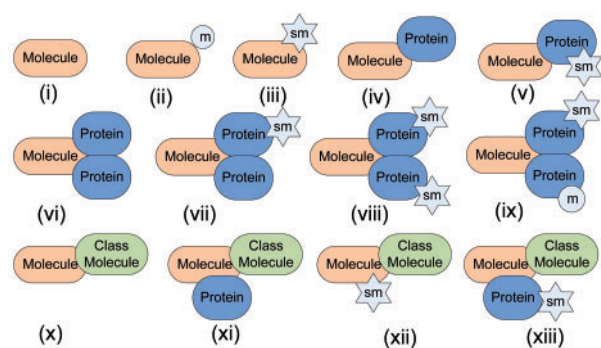 Molecule m
(i) (ii)
Molecule sm
(iii)
Molecule Protein
(iv)
Molecule Protein sm
(v)
Molecule Protein Protein
(vi)
Molecule Protein sm Protein
(vii)
Molecule Protein sm Protein sm
(viii)
Molecule Protein sm Protein m
(ix)
Molecule Class
Molecule
(x)
Molecule Class
Molecule
Protein
(xi)
Molecule Class
Molecule
sm
(xii)
Molecule Class
Molecule
Protein sm
(xiii)